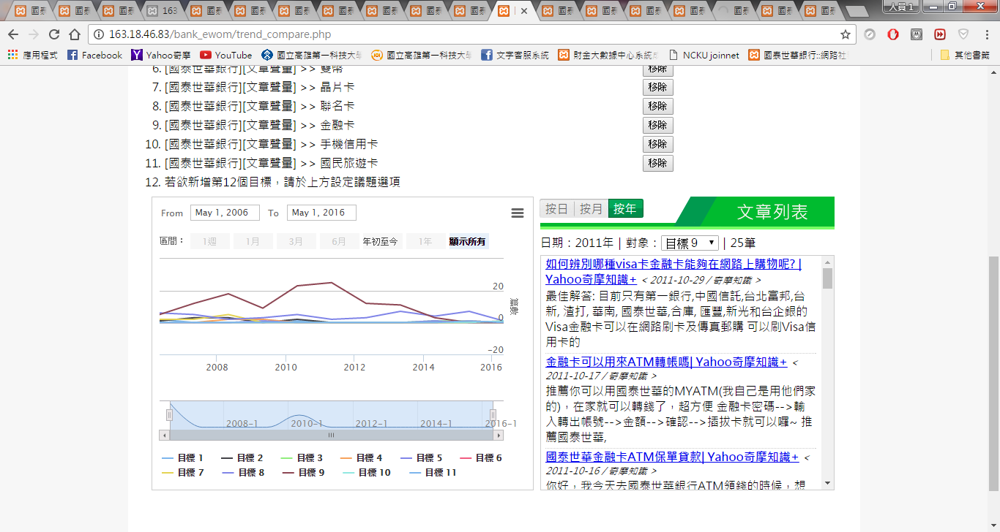 國泰 國泰 國泰 163 國泰 國泰 國泰 國泰 國泰 國泰 國泰 國泰 國泰 國泰 國泰 國泰 國泰 國泰 人員 1
163.18.46.83/bank_ewom/trend_compare.php
應用程式 Facebook Yahoo奇摩 YouTube 國立高雄第一科技大學 國立高雄第一科技大學 文字客服系統 財金大數據中心系統成 NCKU joinnet 國泰世華銀行::網路社 其他書籤
6. [國泰世華銀行][文章聲量] >> 雙幣 移除
7. [國泰世華銀行][文章聲量] >> 晶片卡 移除
8. [國泰世華銀行][文章聲量] >> 聯名卡 移除
9. [國泰世華銀行][文章聲量] >> 金融卡 移除
10. [國泰世華銀行][文章聲量] >> 手機信用卡 移除
11. [國泰世華銀行][文章聲量] >> 國民旅遊卡 移除
12. 若欲新增第12個目標，請於上方設定議題選項
From May 1, 2006 To May 1, 2016
區間： 1週 1月 3月 6月 年初至今 1年 顯示所有
20
0
-20
篇數
2008 2010 2012 2014 2016
2008-1 2010-1 2012-1 2014-1 2016-1
目標 1 目標 2 目標 3 目標 4 目標 5 目標 6
目標 7 目標 8 目標 9 目標 10 目標 11
按日 按月 按年 文章列表
日期：2011年 | 對象： 目標 9 | 25筆
如何辨別哪種visa卡金融卡能夠在網路上購物呢? |
Yahoo奇摩知識+ < 2011-10-29 / 奇摩知識 >
最佳解答: 目前只有第一銀行,中國信託,台北富邦,台
新, 渣打, 華南, 國泰世華,合庫, 匯豐,新光和台企銀的
Visa金融卡可以在網路刷卡及傳真郵購 可以刷Visa信
用卡的
金融卡可以用來ATM轉帳嗎| Yahoo奇摩知識+ <
2011-10-17 / 奇摩知識 >
推薦你可以用國泰世華的MYATM(我自己是用他們家
的)，在家就可以轉錢了，超方便 金融卡密碼-->輸
入轉出帳號-->金額-->確認-->插拔卡就可以囉~ 推
薦國泰世華,
國泰世華金融卡ATM保單貸款| Yahoo奇摩知識+ <
2011-10-16 / 奇摩知識 >
你好，我今天去國泰世華銀行ATM領錢的時候，想